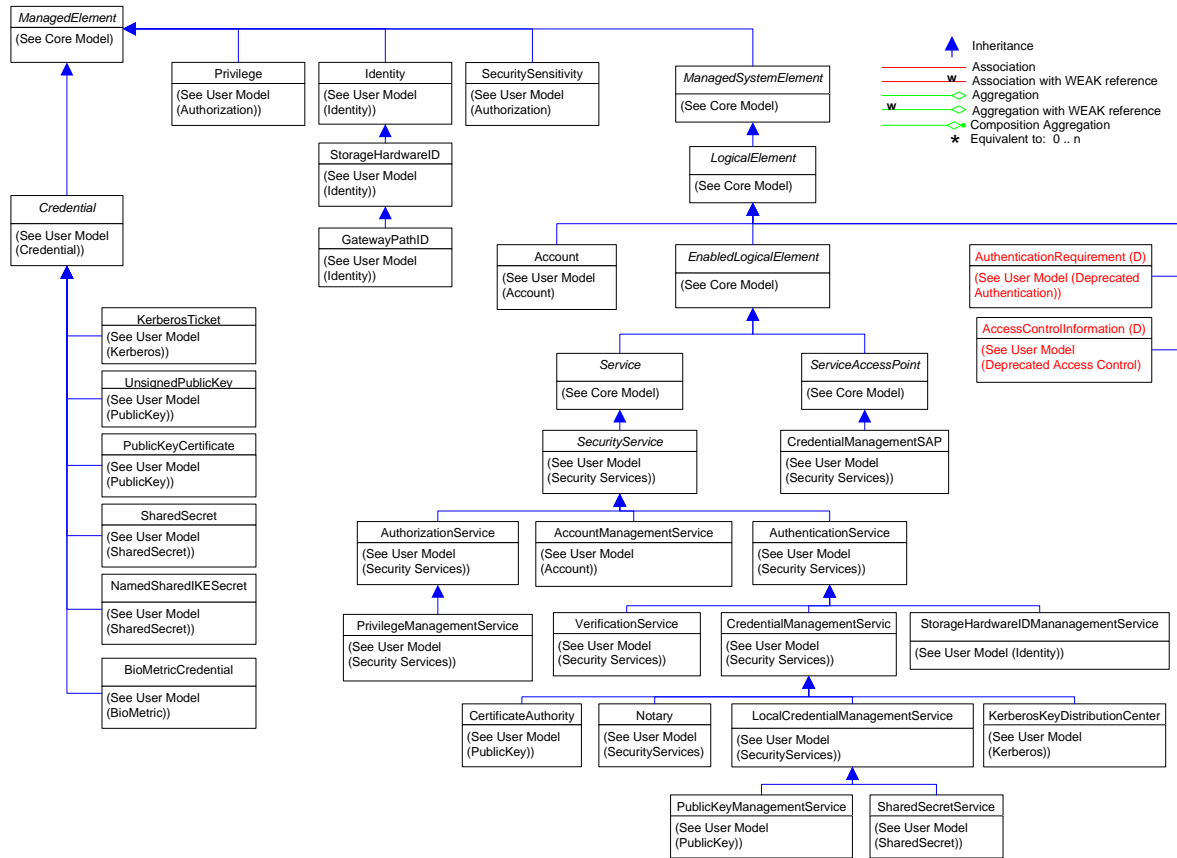 ManagedElement
(See Core Model)
Privilege
(See User Model
(Authorization))
Identity
(See User Model
(Identity))
SecuritySensitivity
(See User Model
(Authorization)
ManagedSystemElement
(See Core Model)
Inheritance
Association
w
Association with WEAK reference
Aggregation
w
Aggregation with WEAK reference
Composition Aggregation
* Equivalent to: 0 .. n
StorageHardwareID
(See User Model
(Identity))
LogicalElement
(See Core Model)
Credential
(See User Model
(Credential))
GatewayPathID
(See User Model
(Identity))
Account
(See User Model
(Account)
EnabledLogicalElement
(See Core Model)
AuthenticationRequirement (D)
(See User Model (Deprecated
Authentication))
AccessControlInformation (D)
(See User Model
(Deprecated Access Control)
KerberosTicket
(See User Model
(Kerberos))
UnsignedPublicKey
(See User Model
(PublicKey))
PublicKeyCertificate
(See User Model
(PublicKey))
SharedSecret
(See User Model
(SharedSecret))
NamedSharedIKESecret
(See User Model
(SharedSecret))
BioMetricCredential
(See User Model
(BioMetric))
Service
(See Core Model)
ServiceAccessPoint
(See Core Model)
SecurityService
(See User Model
(Security Services))
CredentialManagementSAP
(See User Model
(Security Services))
AuthorizationService
(See User Model
(Security Services))
AccountManagementService
(See User Model
(Account))
AuthenticationService
(See User Model
(Security Services))
PrivilegeManagementService
(See User Model
(Security Services))
VerificationService
(See User Model
(Security Services))
CredentialManagementServic
(See User Model
(Security Services))
StorageHardwareIDMananagementService
(See User Model (Identity))
CertificateAuthority
(See User Model
(PublicKey))
Notary
(See User Model
(SecurityServices)
LocalCredentialManagementService
(See User Model
(SecurityServices))
KerberosKeyDistributionCenter
(See User Model
(Kerberos))
PublicKeyManagementService
(See User Model
(PublicKey))
SharedSecretService
(See User Model
(SharedSecret))